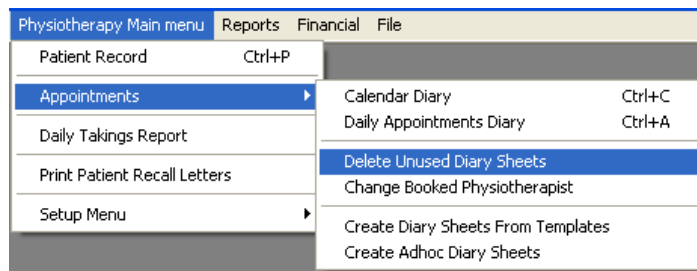 Physiotherapy Main menu Reports Financial File
Patient Record Ctrl+P
Appointments
Daily Takings Report
Print Patient Recall Letters
Setup Menu
Calendar Diary Ctrl+C
Daily Appointments Diary Ctrl+A
Delete Unused Diary Sheets
Change Booked Physiotherapist
Create Diary Sheets From Templates
Create Adhoc Diary Sheets